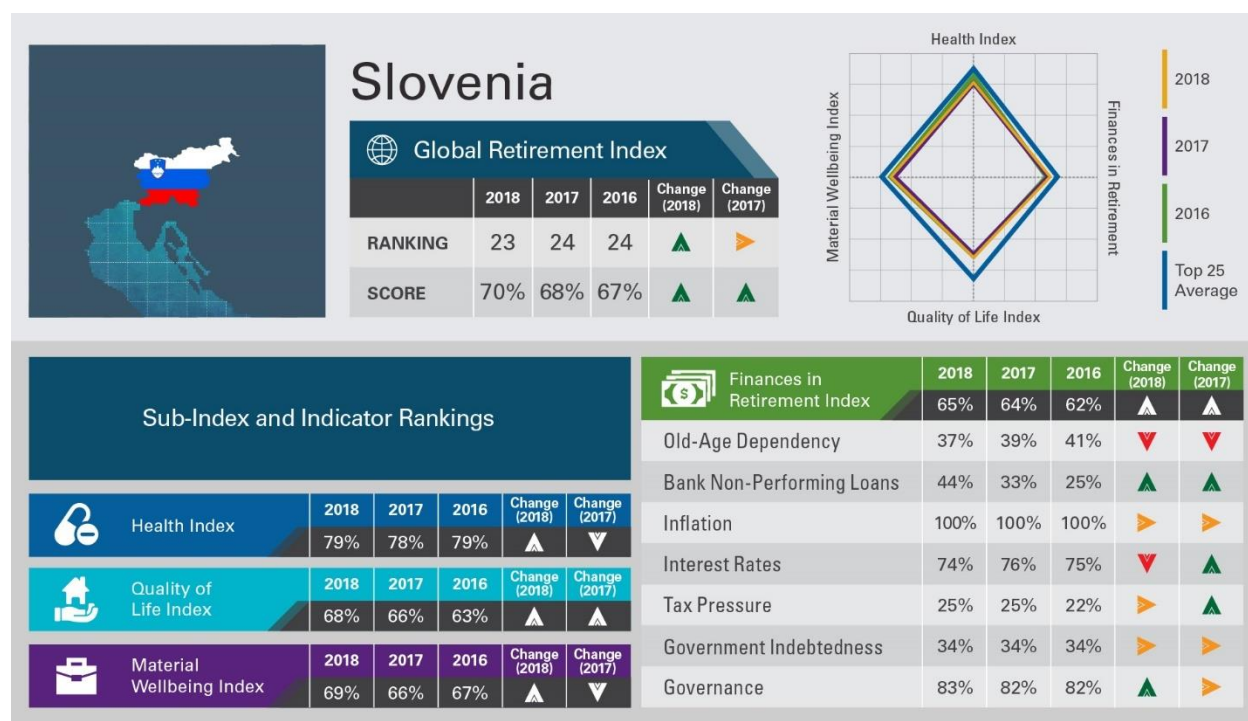 Slovenia
Global Retirement Index
2018 2017 2016 Change (2018) Change (2017)
RANKING 23 24 24
SCORE 70% 68% 67%
Health Index
Material Wellbeing Index
Finances in Retirement
Quality of Life Index
2018
2017
2016
Top 25
Average
Sub-Index and Indicator Rankings
Health Index
2018 2017 2016 Change (2018) Change (2017)
79% 78% 79%
Quality of
Life Index
2018 2017 2016 Change (2018) Change (2017)
68% 66% 63%
Material
Wellbeing Index
2018 2017 2016 Change (2018) Change (2017)
69% 66% 67%
$
Finances in
Retirement Index
2018 2017 2016 Change (2018) Change (2017)
65% 64% 62%
Old-Age Dependency 37% 39% 41%
Bank Non-Performing Loans 44% 33% 25%
Inflation 100% 100% 100%
Interest Rates 74% 76% 75%
Tax Pressure 25% 25% 22%
Government Indebtedness 34% 34% 34%
Governance 83% 82% 82%